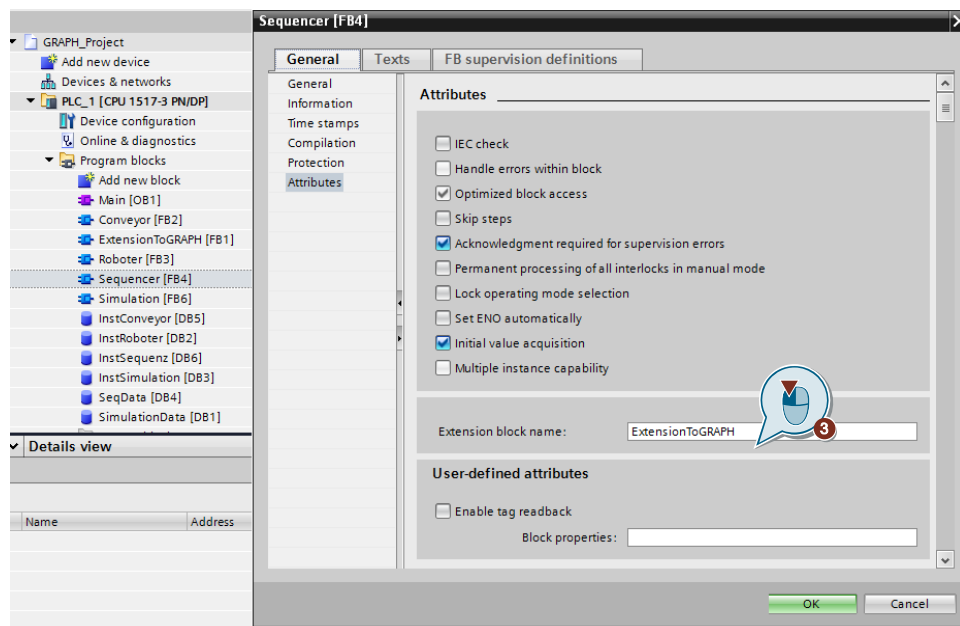 Sequencer [FB4]
GRAPH_Project
Add new device
Devices & networks
PLC_1 [CPU 1517-3 PN/DP]
Device configuration
Online & diagnostics
Program blocks
Add new block
Main [OB1]
Conveyor [FB2]
ExtensionToGRAPH [FB1]
Roboter [FB3]
Sequencer [FB4]
Simulation [FB6]
InstConveyor [DB5]
InstRoboter [DB2]
InstSequenz [DB6]
InstSimulation [DB3]
SeqData [DB4]
SimulationData [DB1]
Details view
Name Address
General Texts FB supervision definitions
General
Information
Time stamps
Compilation
Protection
Attributes
Attributes
IEC check
Handle errors within block
Optimized block access
Skip steps
Acknowledgment required for supervision errors
Permanent processing of all interlocks in manual mode
Lock operating mode selection
Set ENO automatically
Initial value acquisition
Multiple instance capability
Extension block name: ExtensionToGRAPH
3
User-defined attributes
Enable tag readback
Block properties:
OK Cancel